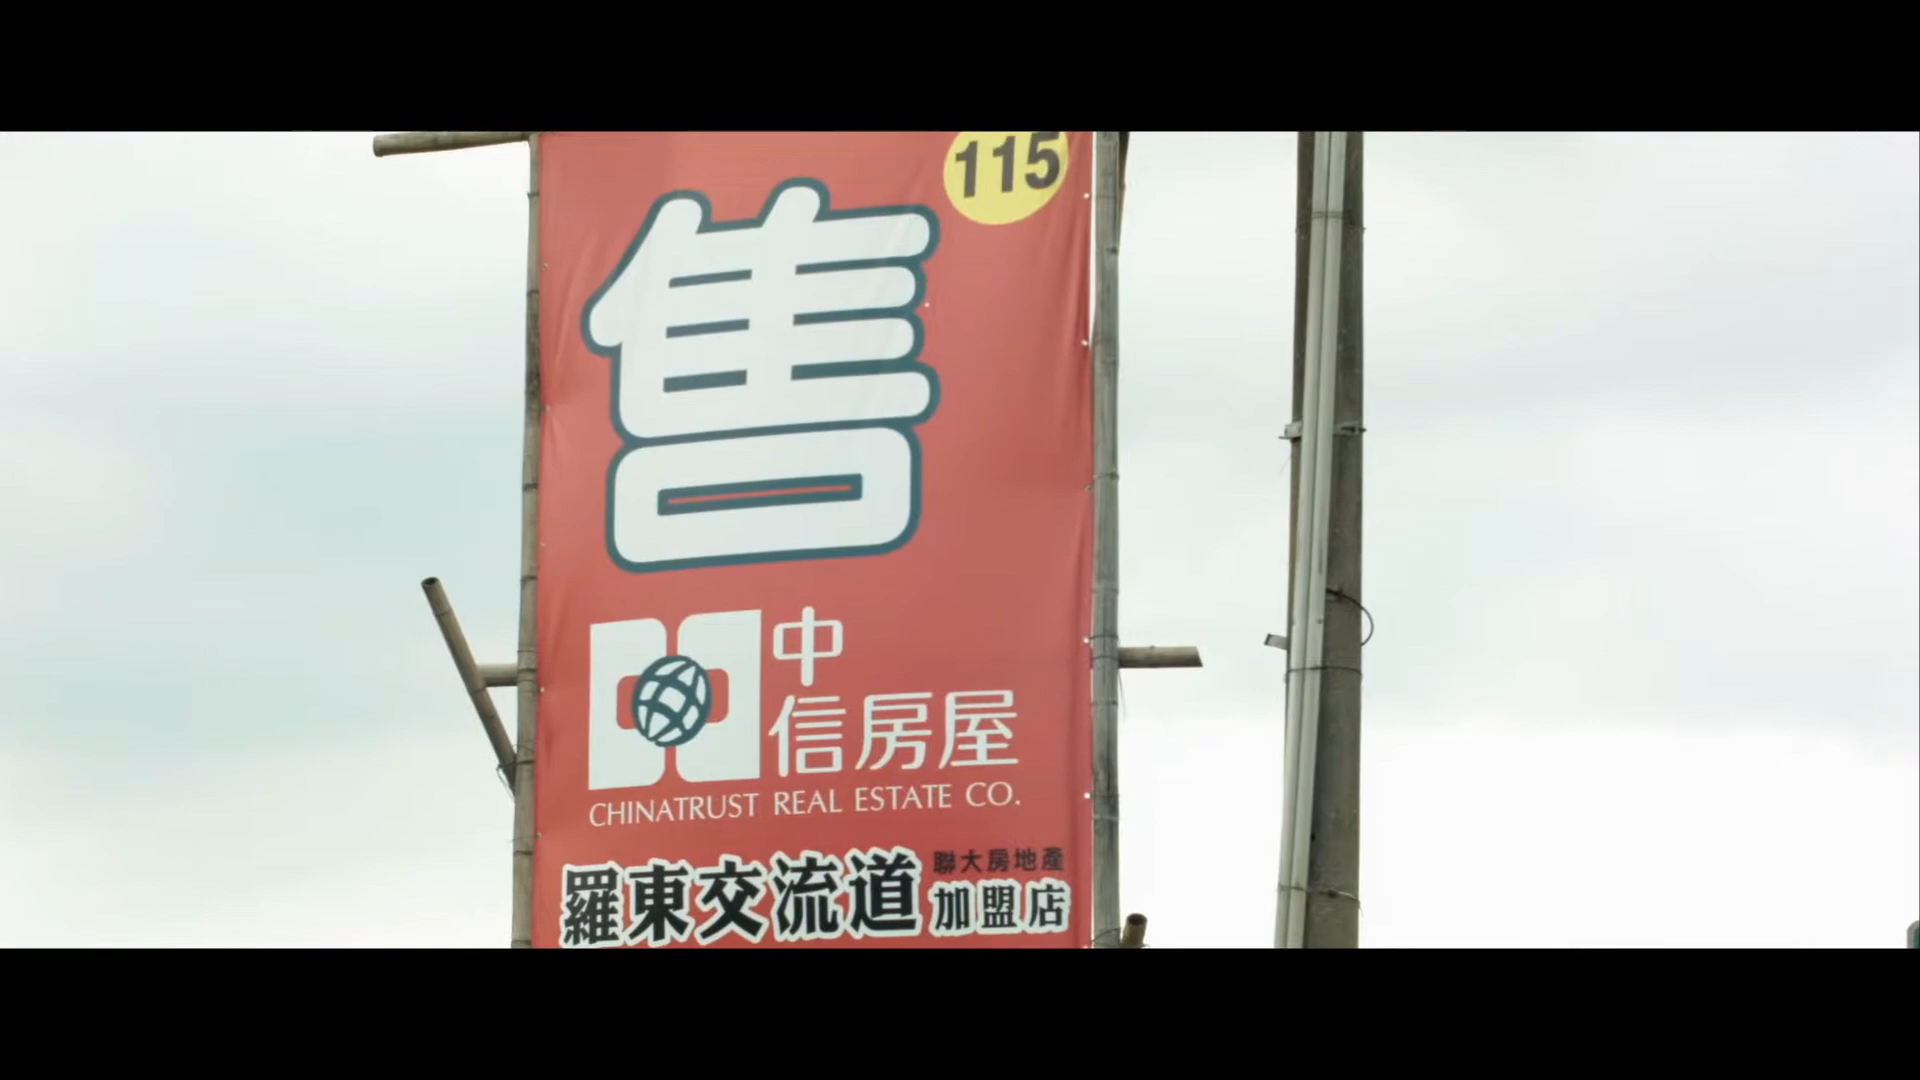 115
售
中
信房屋
CHINATRUST REAL ESTATE CO.
羅東交流道
聯大房地產
加盟店